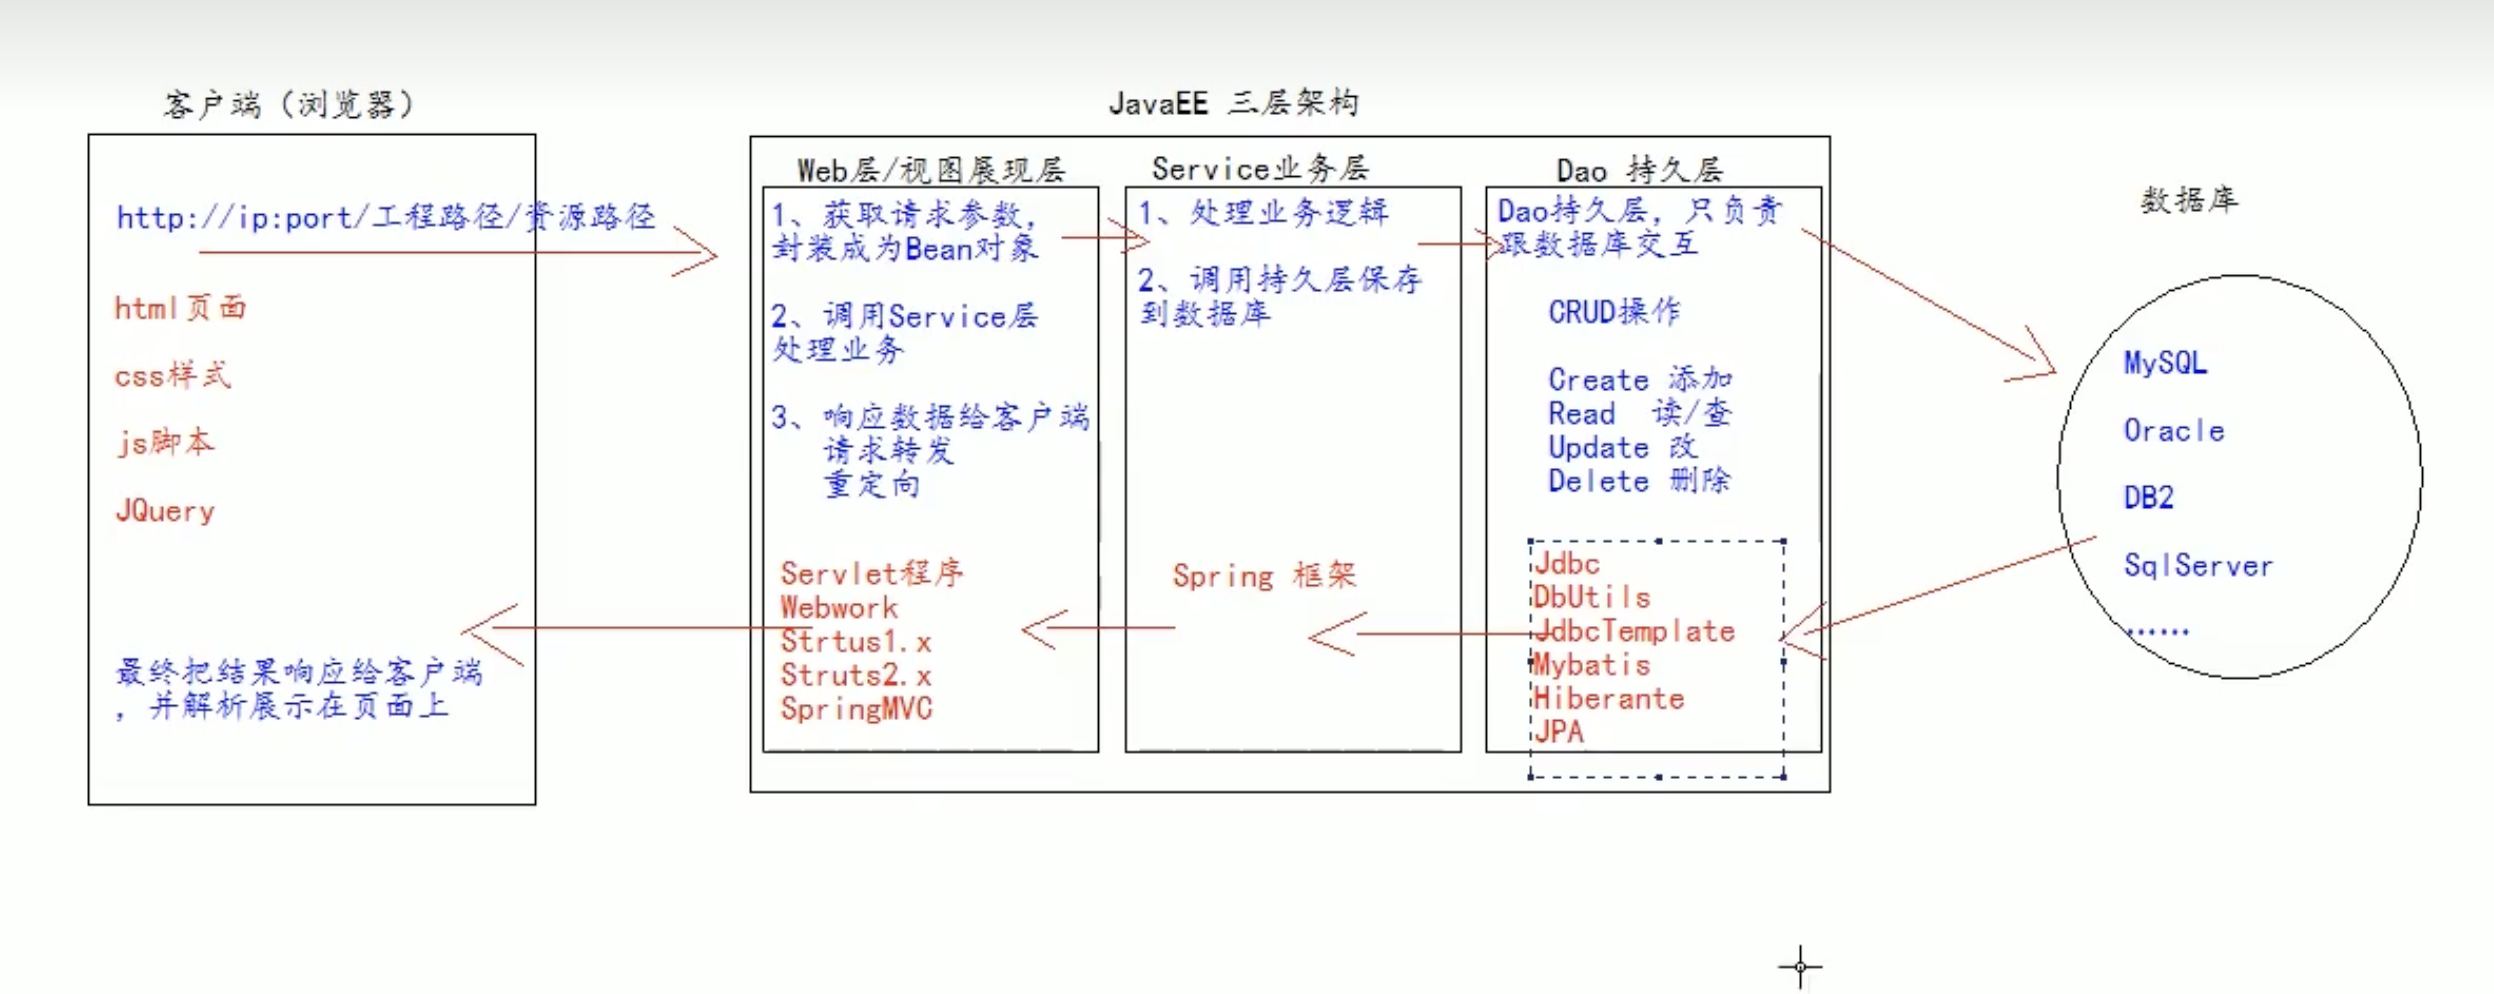 客户端（浏览器）
http://ip:port/工程路径/资源路径
html页面
css样式
js脚本
JQuery
最终把结果响应给客户端
，并解析展示在页面上
JavaEE 三层架构
Web层/视图展现层
1、获取请求参数，
封装成为Bean对象
2、调用Service层
处理业务
3、响应数据给客户端
请求转发
重定向
Servlet程序
Webwork
Strtus1.x
Struts2.x
SpringMVC
Service业务层
1、处理业务逻辑
2、调用持久层保存
到数据库
Spring 框架
Dao 持久层
Dao持久层，只负责
跟数据库交互
CRUD操作
Create 添加
Read 读/查
Update 改
Delete 删除
Jdbc
DbUtils
JdbcTemplate
Mybatis
Hiberante
JPA
数据库
MySQL
Oracle
DB2
SqlServer
......